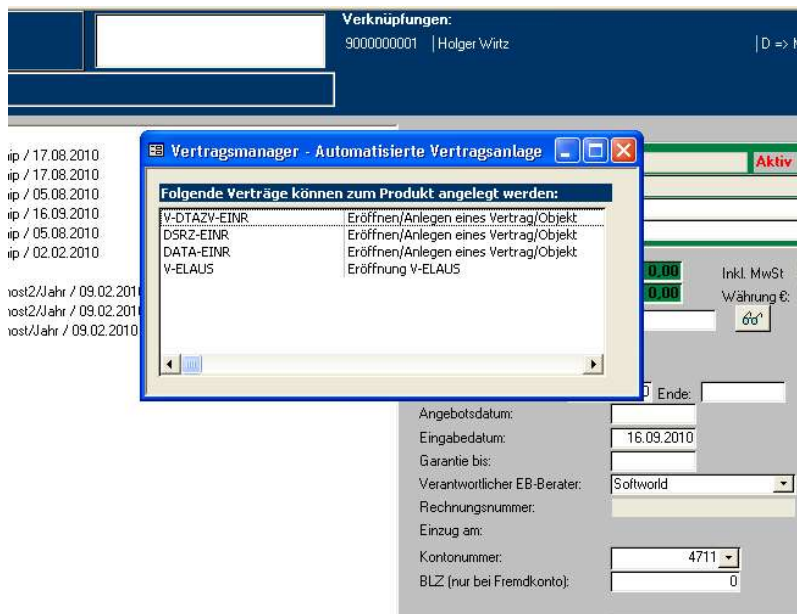 Verknüpfungen:
9000000001 |Holger Wirtz |D =>
ip / 17.08.2010
ip / 17.08.2010
ip / 05.08.2010
ip / 16.09.2010
ip / 05.08.2010
ip / 02.02.2010
host2/Jahr / 09.02.201
host2/Jahr / 09.02.201
host/Jahr / 09.02.2010
Vertragsmanager - Automatisierte Vertragsanlage
Folgende Verträge können zum Produkt angelegt werden:
V-DTAZV-EINR Eröffnen/Anlegen eines Vertrag/Objekt
DSRZ-EINR Eröffnen/Anlegen eines Vertrag/Objekt
DATA-EINR Eröffnen/Anlegen eines Vertrag/Objekt
V-ELAUS Eröffnung V-ELAUS
Aktiv
0,00 Inkl. MwSt
0,00 Währung €:
0 Ende:
Angebotsdatum:
Eingabedatum: 16.09.2010
Garantie bis:
Verantwortlicher EB-Berater: Softworld
Rechnungsnummer:
Einzug am:
Kontonummer: 4711
BLZ (nur bei Fremdkonto): 0